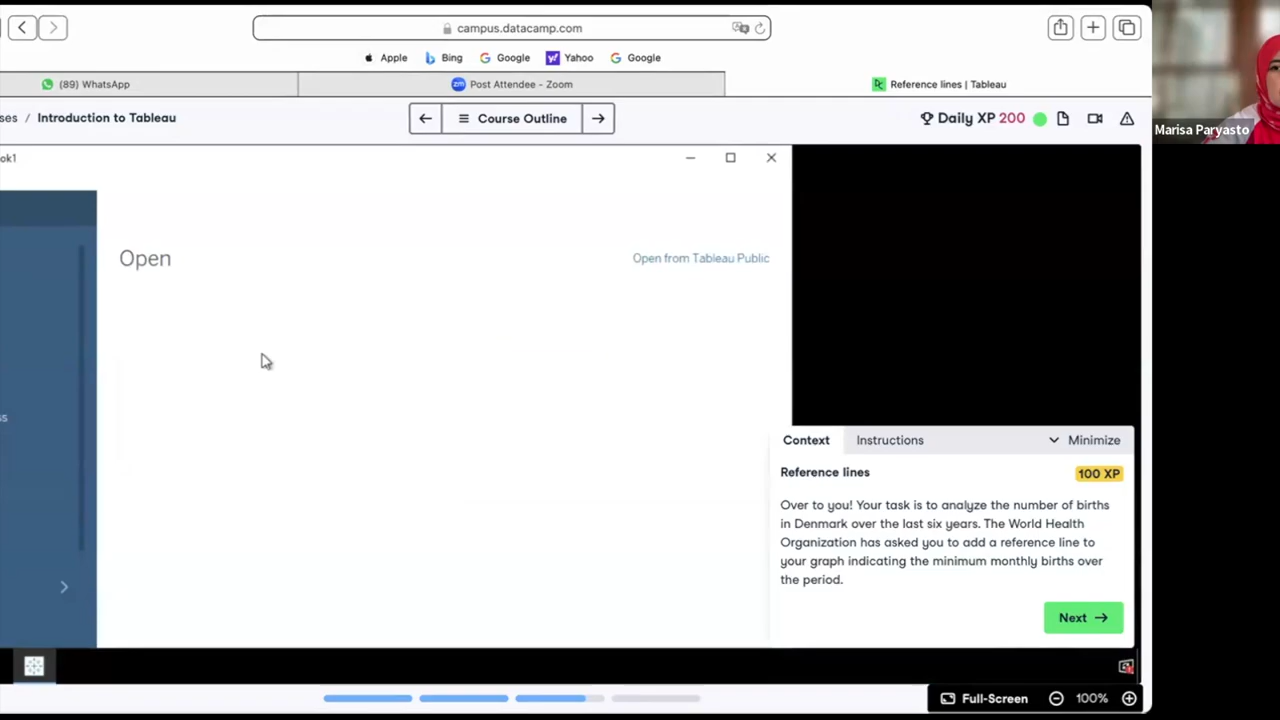 campus.datacamp.com
Apple
Bing
Google
Yahoo
Google
(89) WhatsApp
zm
Post Attendee - Zoom
Reference lines | Tableau
ses / Introduction to Tableau
Course Outline
Daily XP 200
Marisa Paryasto
ok1
Open
Open from Tableau Public
ss
Context
Instructions
Minimize
Reference lines
100 XP
Over to you! Your task is to analyze the number of births
in Denmark over the last six years. The World Health
Organization has asked you to add a reference line to
your graph indicating the minimum monthly births over
the period.
Next
Full-Screen
100%